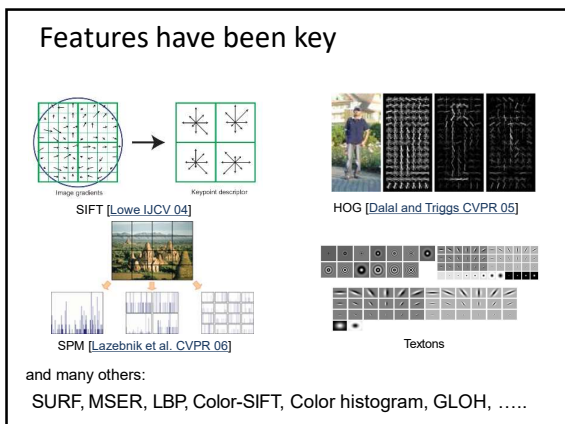 Features have been key
Image gradients
Keypoint descriptor
SIFT [Lowe IJCV 04]
HOG [Dalal and Triggs CVPR 05]
SPM [Lazebnik et al. CVPR 06]
Textons
and many others:
SURF, MSER, LBP, Color-SIFT, Color histogram, GLOH, …..